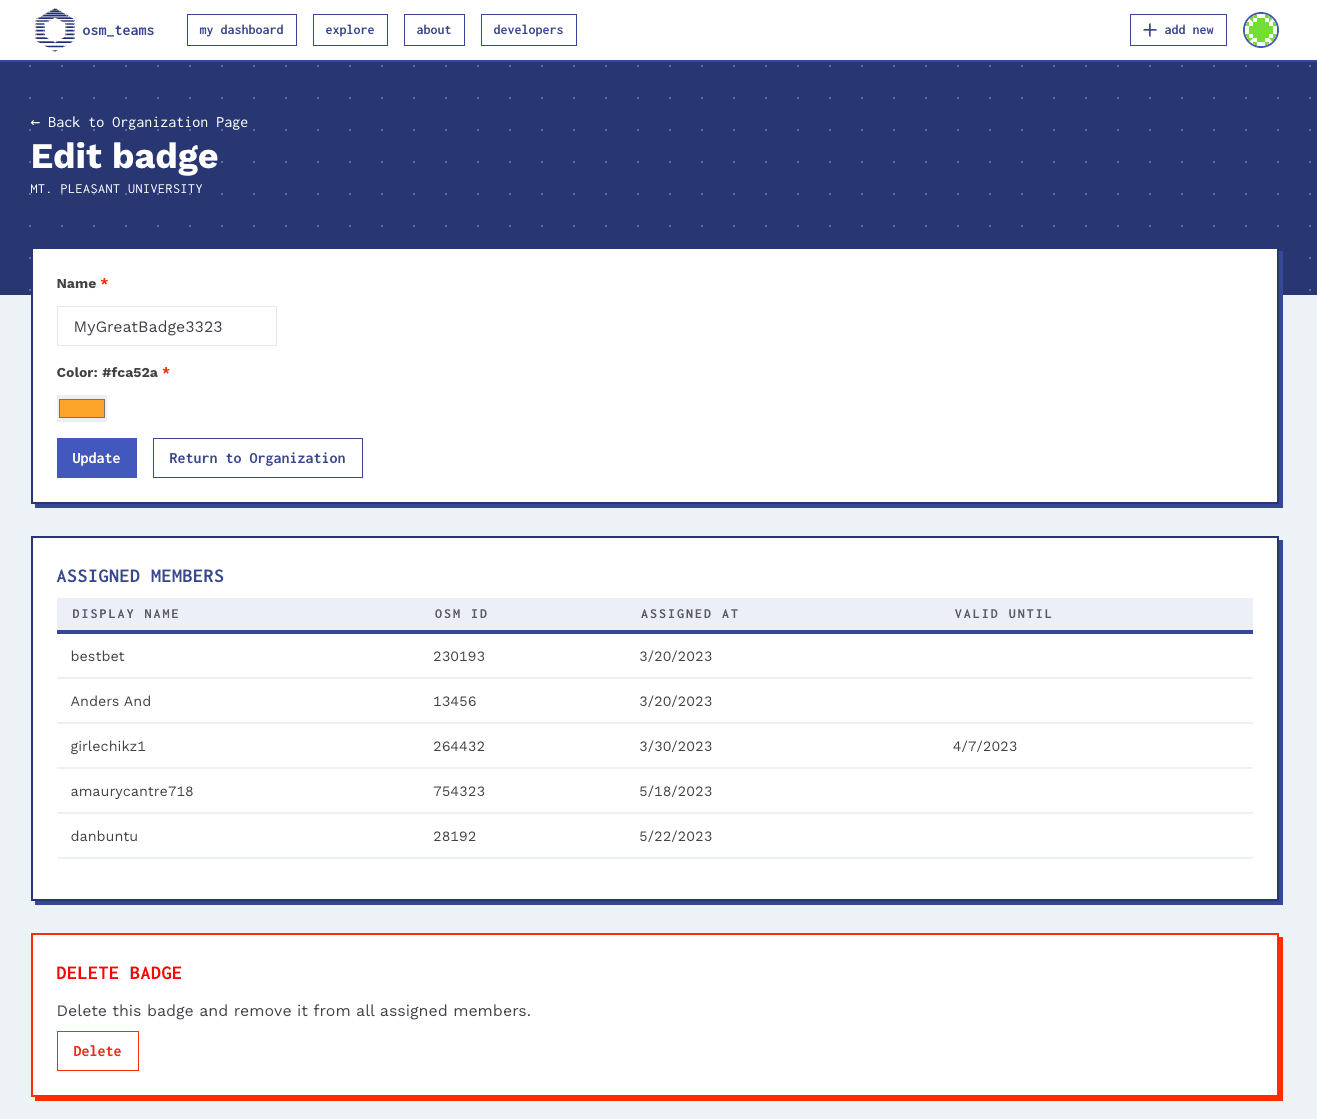 osm_teams my dashboard explore about developers + add new
← Back to Organization Page
Edit badge
MT. PLEASANT UNIVERSITY
Name *
MyGreatBadge3323
Color: #fca52a *
Update Return to Organization
ASSIGNED MEMBERS
DISPLAY NAME OSM ID ASSIGNED AT VALID UNTIL
bestbet 230193 3/20/2023
Anders And 13456 3/20/2023
girlechikz1 264432 3/30/2023 4/7/2023
amaurycantre718 754323 5/18/2023
danbuntu 28192 5/22/2023
DELETE BADGE
Delete this badge and remove it from all assigned members.
Delete